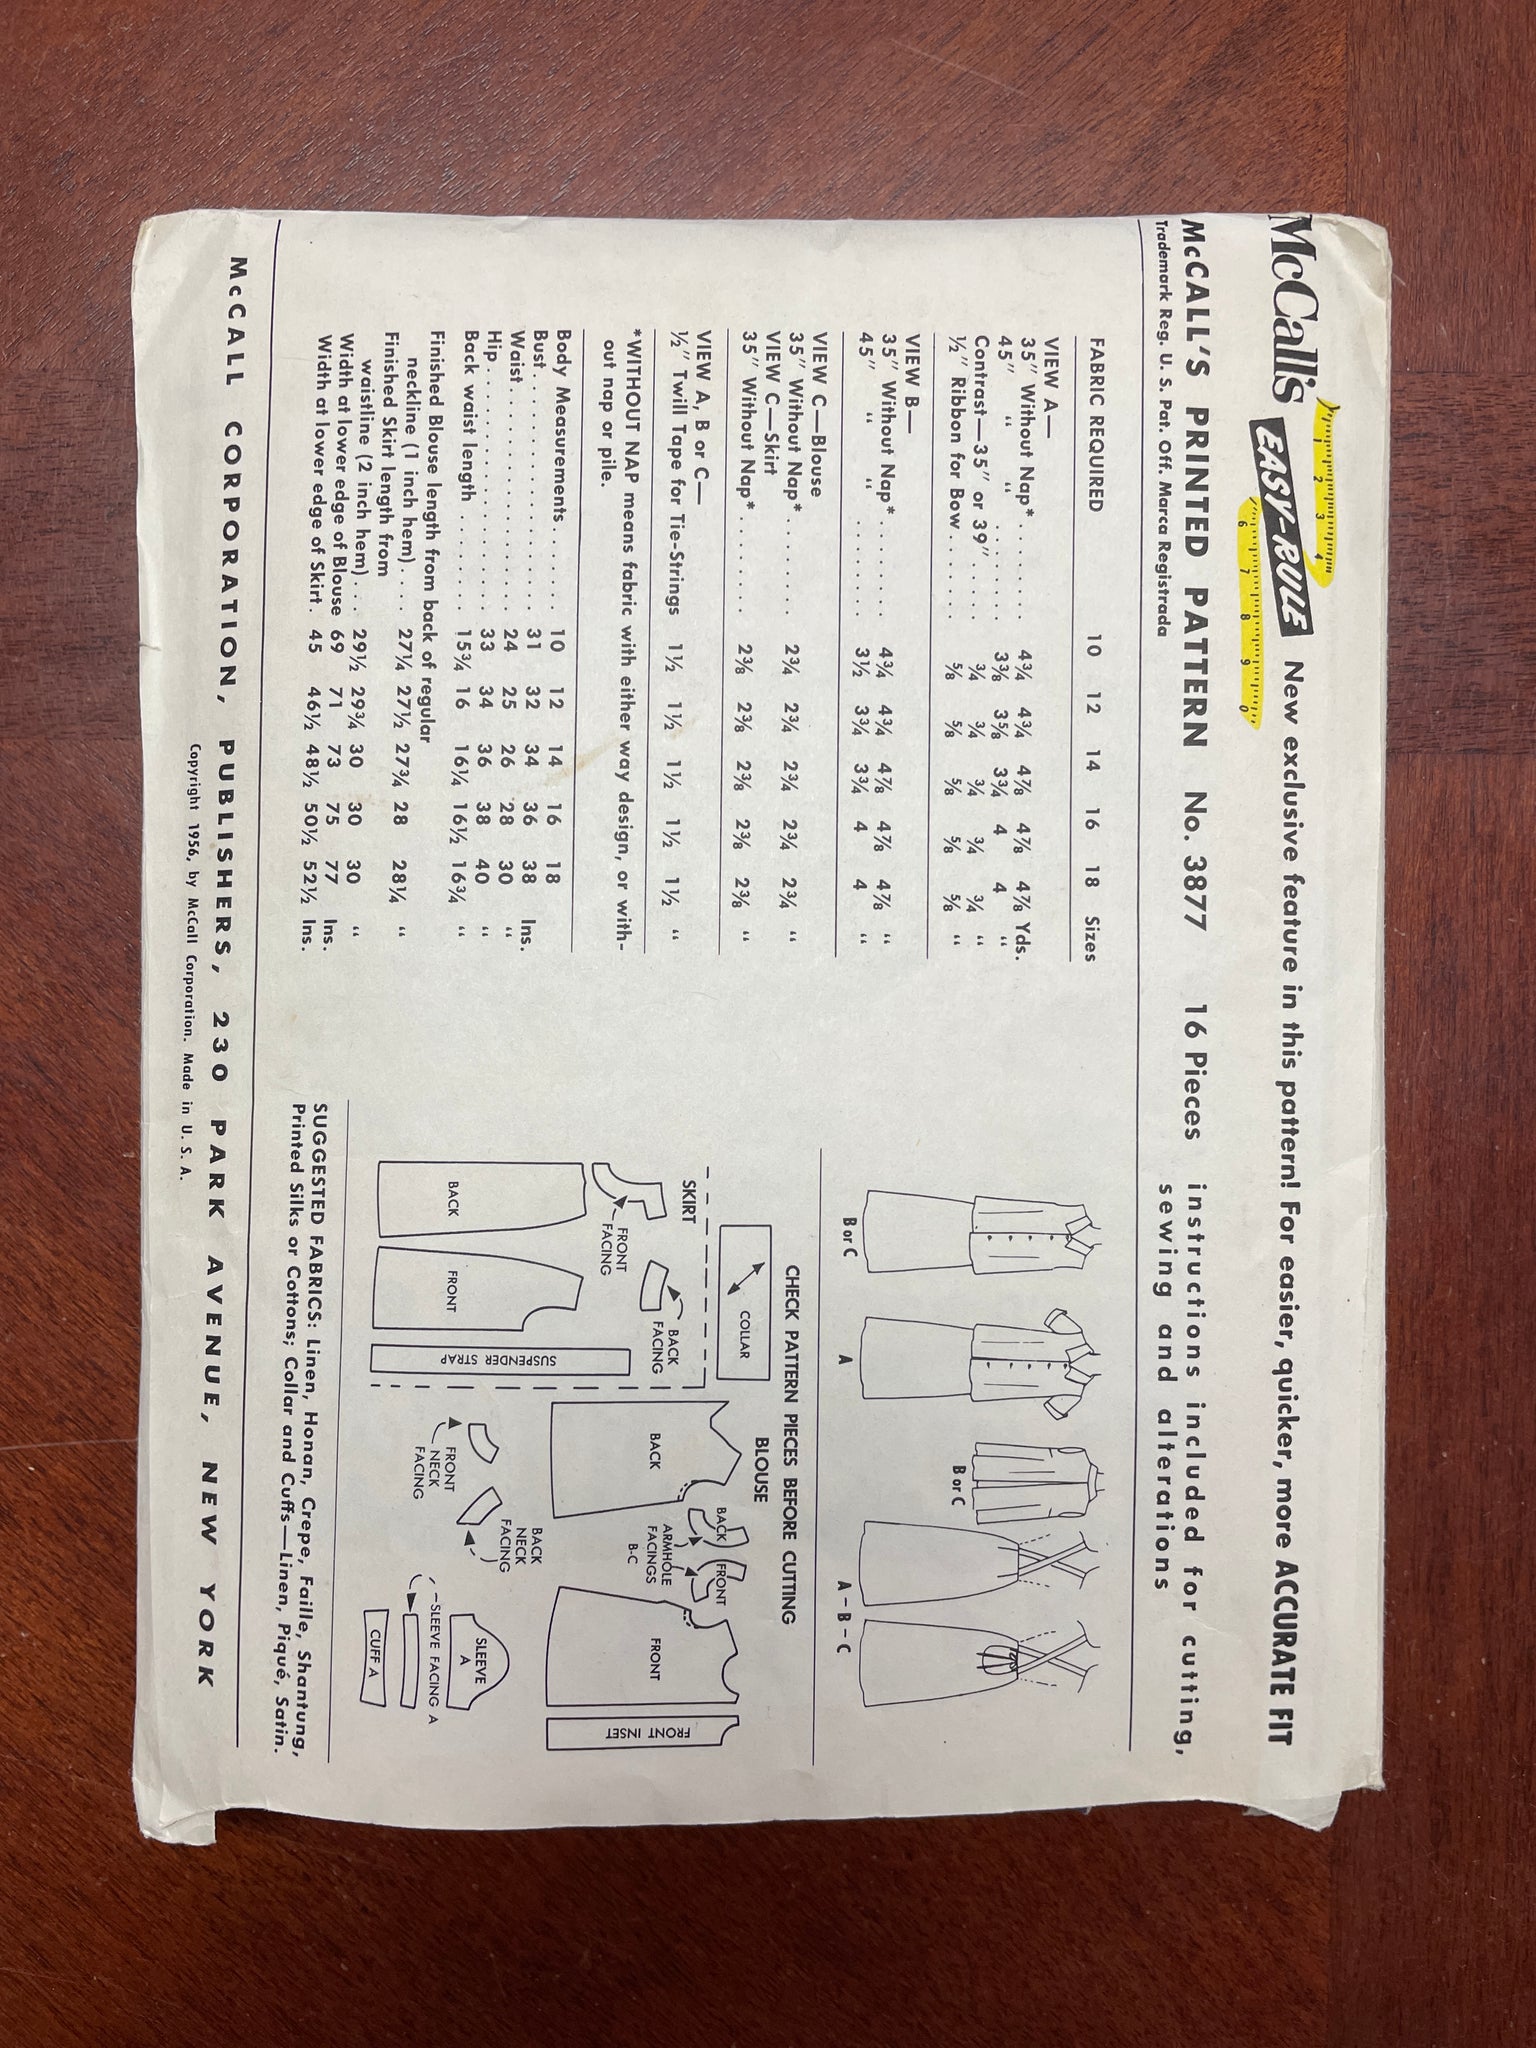 McCall's EASY-RULE New exclusive feature in this pattern! For easier, quicker, more ACCURATE FIT
1 2 3 4
6 7 8 9 0
McCALL'S PRINTED PATTERN No. 3877 16 Pieces instructions included for cutting,
Trademark Reg. U. S. Pat. Off. Marca Registrada sewing and alterations
FABRIC REQUIRED 10 12 14 16 18 Sizes
VIEW A—
35" Without Nap* . . . . . . 4¾ 4¾ 4⅞ 4⅞ 4⅞ Yds.
45" " . . . . . . . . 3⅜ 3⅝ 3¾ 4 4 "
Contrast—35" or 39" . . . . . . ¾ ¾ ¾ ¾ ¾ "
½" Ribbon for Bow . . . . . . ⅝ ⅝ ⅝ ⅝ ⅝ "
VIEW B—
35" Without Nap* . . . . . . . 4¾ 4¾ 4⅞ 4⅞ 4⅞ "
45" " " . . . . . . . 3½ 3¾ 3¾ 4 4 "
VIEW C—Blouse
35" Without Nap* . . . . . . . 2¾ 2¾ 2¾ 2¾ 2¾ "
VIEW C—Skirt
35" Without Nap* . . . . . . . 2⅜ 2⅜ 2⅜ 2⅜ 2⅜ "
VIEW A, B or C—
½" Twill Tape for Tie-Strings 1½ 1½ 1½ 1½ 1½ "
*WITHOUT NAP means fabric with either way design, or with-
out nap or pile.
Body Measurements . . . . . . 10 12 14 16 18
Bust . . . . . . . . . . . . . . . 31 32 34 36 38 Ins.
Waist . . . . . . . . . . . . . . 24 25 26 28 30 "
Hip . . . . . . . . . . . . . . . 33 34 36 38 40 "
Back waist length . . . . . . 15¾ 16 16¼ 16½ 16¾ "
Finished Blouse length from back of regular
neckline (1 inch hem) . . . . 27¼ 27½ 27¾ 28 28¼ "
Finished Skirt length from
waistline (2 inch hem) . . . 29½ 29¾ 30 30 30 "
Width at lower edge of Blouse 69 71 73 75 77 Ins.
Width at lower edge of Skirt . 45 46½ 48½ 50½ 52½ Ins.
B or C
A
B or C
A-B-C
CHECK PATTERN PIECES BEFORE CUTTING
COLLAR
BLOUSE
SKIRT
FRONT
FACING
BACK
FACING
BACK
FRONT
SUSPENDER STRAP
BACK
BACK
FRONT
ARMHOLE
FACINGS
B-C
FRONT
FRONT INSET
FRONT
NECK
FACING
BACK
NECK
FACING
SLEEVE
A
SLEEVE FACING A
CUFF A
SUGGESTED FABRICS: Linen, Honan, Crepe, Faille, Shantung,
Printed Silks or Cottons; Collar and Cuffs—Linen, Piqué, Satin.
McCALL CORPORATION, PUBLISHERS, 230 PARK AVENUE, NEW YORK
Copyright 1956, by McCall Corporation. Made in U. S. A.